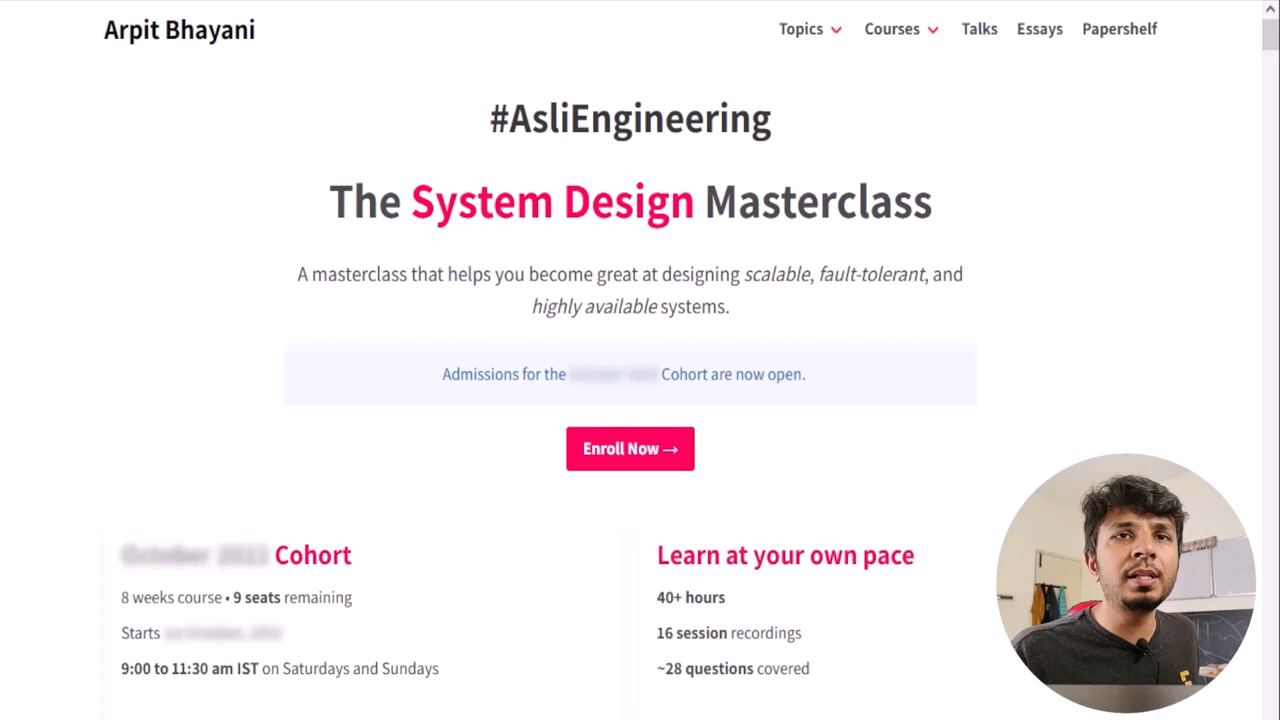 Arpit Bhayani
Topics Courses Talks Essays Papershelf
#AsliEngineering
The System Design Masterclass
A masterclass that helps you become great at designing scalable, fault-tolerant, and
highly available systems.
Admissions for the Cohort are now open.
Enroll Now →
Cohort
8 weeks course • 9 seats remaining
Starts
9:00 to 11:30 am IST on Saturdays and Sundays
Learn at your own pace
40+ hours
16 session recordings
~28 questions covered